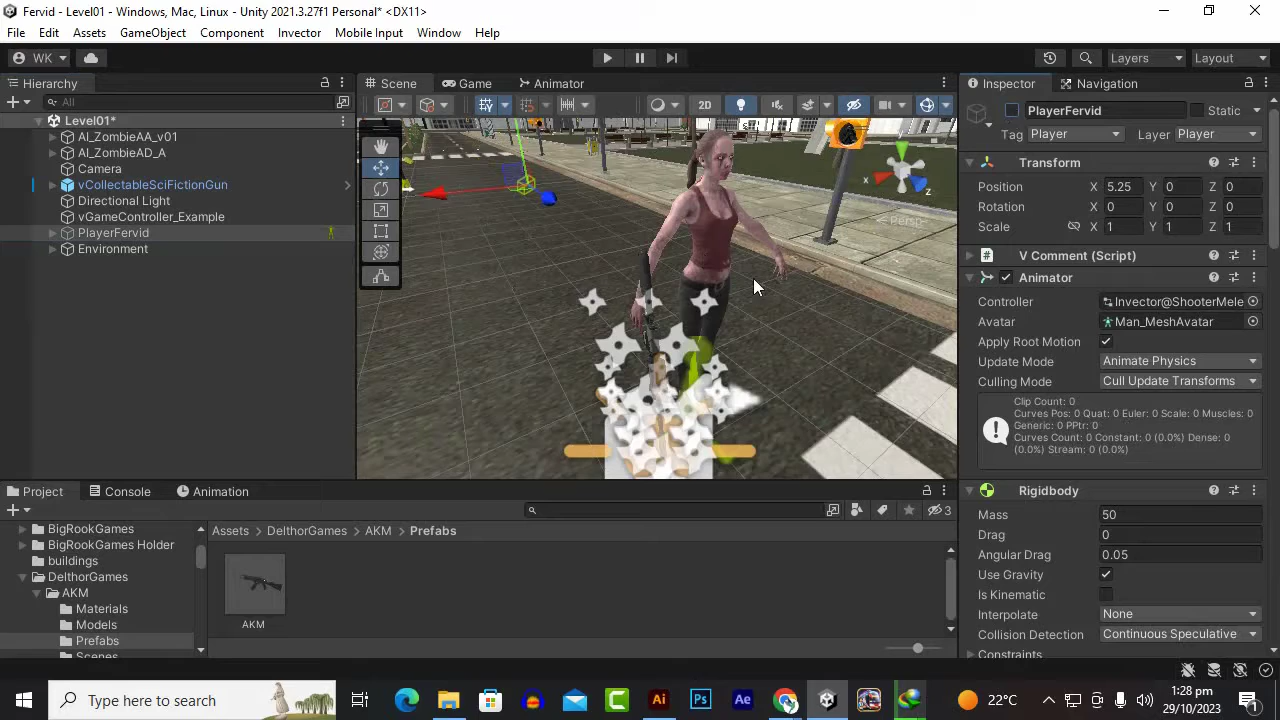 Fervid - Level01 - Windows, Mac, Linux - Unity 2021.3.27f1 Personal* <DX11>
File Edit Assets GameObject Component Invector Mobile Input Window Help
WK Layers Layout
Hierarchy Scene Game Animator Inspector Navigation
All 2D
Level01*
PlayerFervid Static
AI_ZombieAA_v01
Tag Player Layer Player
AI_ZombieAD_A
Camera
Transform
vCollectableSciFictionGun
Position X 5.25 Y 0 Z 0
Directional Light
Rotation X 0 Y 0 Z 0
vGameController_Example
Scale X 1 Y 1 Z 1
PlayerFervid
Environment
x z
Persp
V Comment (Script)
Animator
Controller Invector@ShooterMele
Avatar Man_MeshAvatar
Apply Root Motion
Update Mode Animate Physics
Culling Mode Cull Update Transforms
Clip Count: 0
Curves Pos: 0 Quat: 0 Euler: 0 Scale: 0 Muscles: 0
Generic: 0 PPtr: 0
Curves Count: 0 Constant: 0 (0.0%) Dense: 0
(0.0%) Stream: 0 (0.0%)
Project Console Animation
Rigidbody
3
Mass 50
BigRookGames
Assets > DelthorGames > AKM > Prefabs
Drag 0
BigRookGames Holder
buildings
Angular Drag 0.05
DelthorGames
Use Gravity
AKM
Is Kinematic
Materials
Interpolate None
Models
AKM
Collision Detection Continuous Speculative
Prefabs
Scenes
Constraints
Type here to search
Ai Ps Ae
22°C
1:28 pm
29/10/2023
1